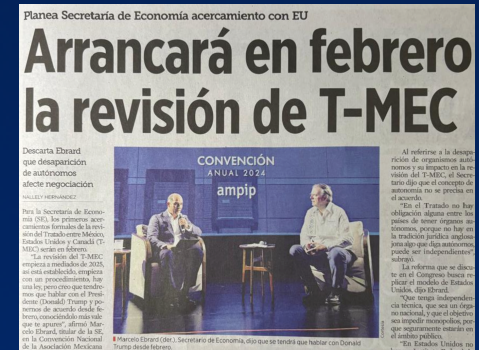 Planea Secretaría de Economía acercamiento con EU
Arrancará en febrero
la revisión de T-MEC
Descarta Ebrard
que desaparición
de autónomos
afecte negociación
NALLELY HERNÁNDEZ
Para la Secretaría de Econo-
mía (SE), los primeros acer-
camientos formales de la revi-
sión del Tratado entre México,
Estados Unidos y Canadá (T-
MEC) serán en febrero.
"La revisión del T-MEC
empieza a mediados de 2025,
así está establecido, empieza
con un procedimiento, hay
una ley, pero creo que tendre-
mos que hablar con el Presi-
dente (Donald) Trump y po-
nernos de acuerdo desde fe-
brero, conociéndolo más vale
que te apures", afirmó Mar-
celo Ebrard, titular de la SE,
en la Convención Nacional
de la Asociación Mexicana
CONVENCIÓN
ANUAL 2024
ampip
Marcelo Ebrard (der.), Secretario de Economía, dijo que se tendrá que hablar con Donald
Trump desde febrero.
Al referirse a la desapa-
rición de organismos autó-
nomos y su impacto en la re-
visión del T-MEC, el Secre-
tario dijo que el concepto de
autonomía no se precisa en
el acuerdo.
"En el Tratado no hay
obligación alguna entre los
países de tener órganos au-
tónomos, porque no hay en
la tradición jurídica anglosa-
jona algo que diga autónomo,
puede ser independientes",
subrayó.
La reforma que se discu-
te en el Congreso busca re-
plicar el modelo de Estados
Unidos, dijo Ebrard.
"Que tenga independen-
cia técnica, que sea un órga-
no nacional, y que el objetivo
sea impedir monopolios, por-
que seguramente estarán en
el ámbito público.
"En Estados Unidos no